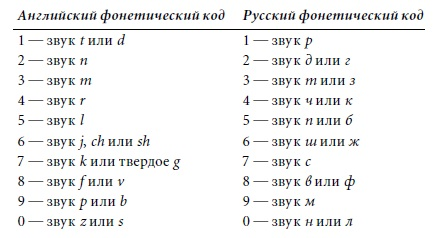 Английский фонетический код Русский фонетический код
1 — звук t или d 1 — звук р
2 — звук n 2 — звук д или г
3 — звук m 3 — звук т или з
4 — звук r 4 — звук ч или к
5 — звук l 5 — звук п или б
6 — звук j, ch или sh 6 — звук ш или ж
7 — звук k или твердое g 7 — звук с
8 — звук f или v 8 — звук в или ф
9 — звук p или b 9 — звук м
0 — звук z или s 0 — звук н или л